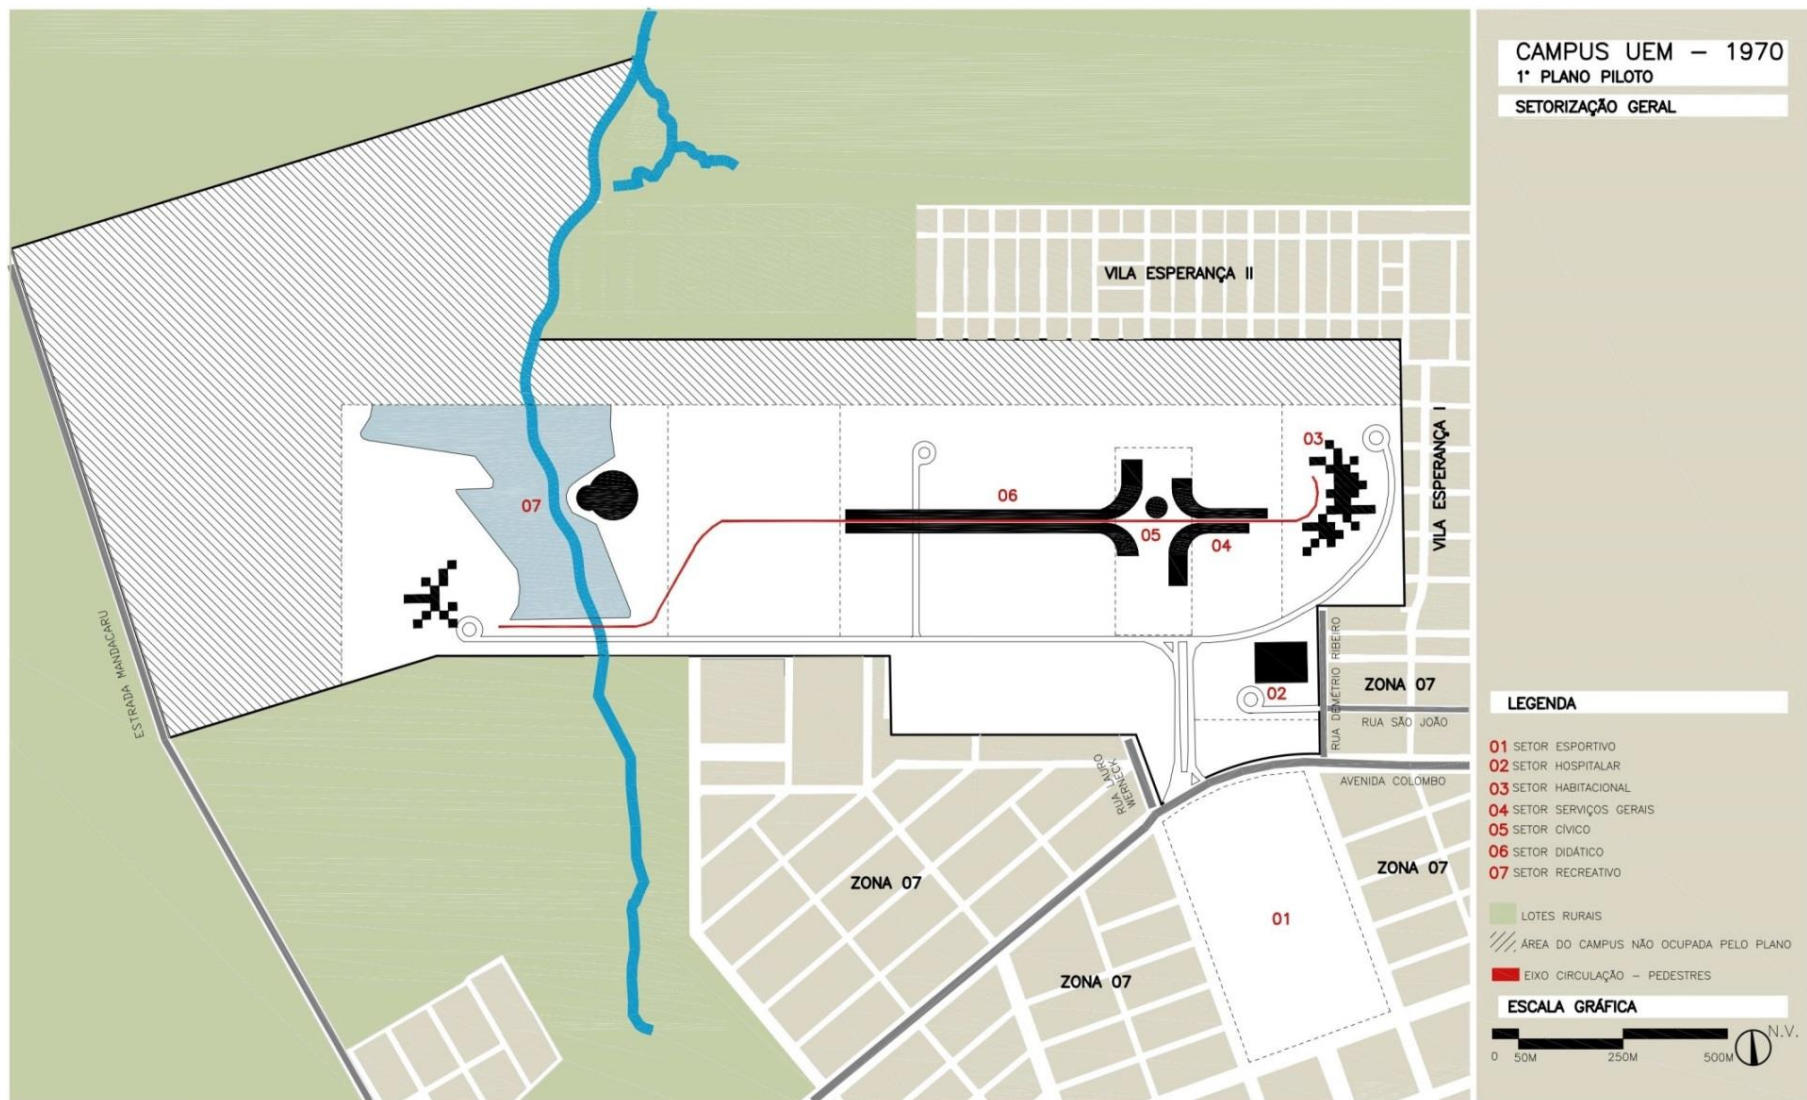 CAMPUS UEM – 1970
1° PLANO PILOTO
SETORIZAÇÃO GERAL
VILA ESPERANÇA II
VILA ESPERANÇA I
03
07
06
05
04
ESTRADA MANDACARU
RUA DEMÉTRIO RIBEIRO
02
ZONA 07
RUA SÃO JOÃO
RUA LAURO
WERNECK
AVENIDA COLOMBO
ZONA 07
ZONA 07
01
ZONA 07
LEGENDA
01 SETOR ESPORTIVO
02 SETOR HOSPITALAR
03 SETOR HABITACIONAL
04 SETOR SERVIÇOS GERAIS
05 SETOR CÍVICO
06 SETOR DIDÁTICO
07 SETOR RECREATIVO
LOTES RURAIS
ÁREA DO CAMPUS NÃO OCUPADA PELO PLANO
EIXO CIRCULAÇÃO – PEDESTRES
ESCALA GRÁFICA
N.V.
0 50M 250M 500M